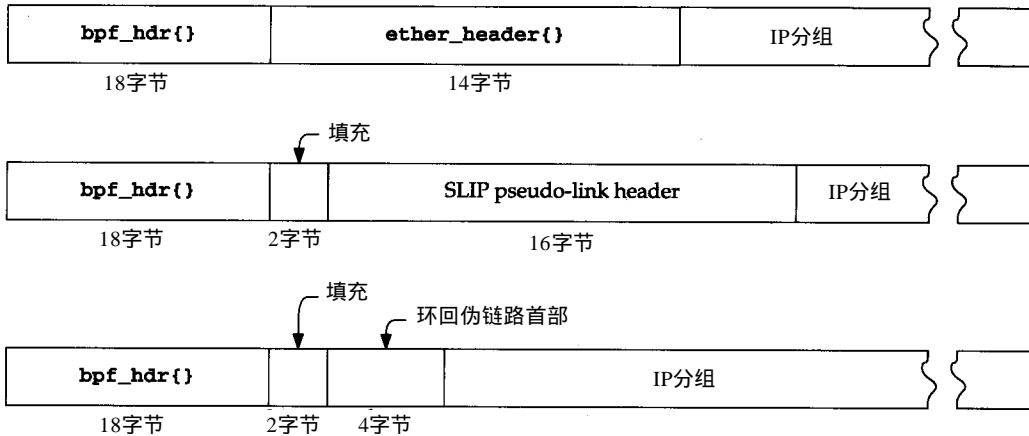 bpf_hdr{} ether_header{} IP分组
18字节 14字节
填充
bpf_hdr{} SLIP pseudo-link header IP分组
18字节 2字节 16字节
填充
环回伪链路首部
bpf_hdr{} IP分组
18字节 2字节 4字节